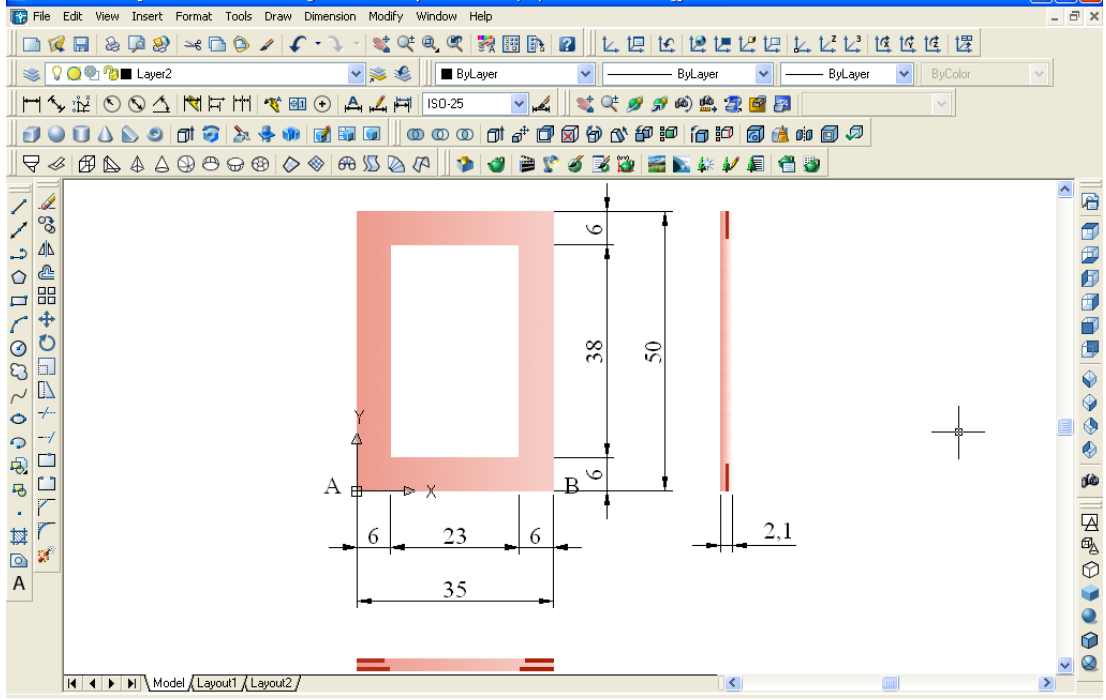 File Edit View Insert Format Tools Draw Dimension Modify Window Help
Layer2 ByLayer ByLayer ByLayer ByColor
ISO-25
6
38
50
6
Y
A X B
6 23 6 2,1
35
Model Layout1 Layout2